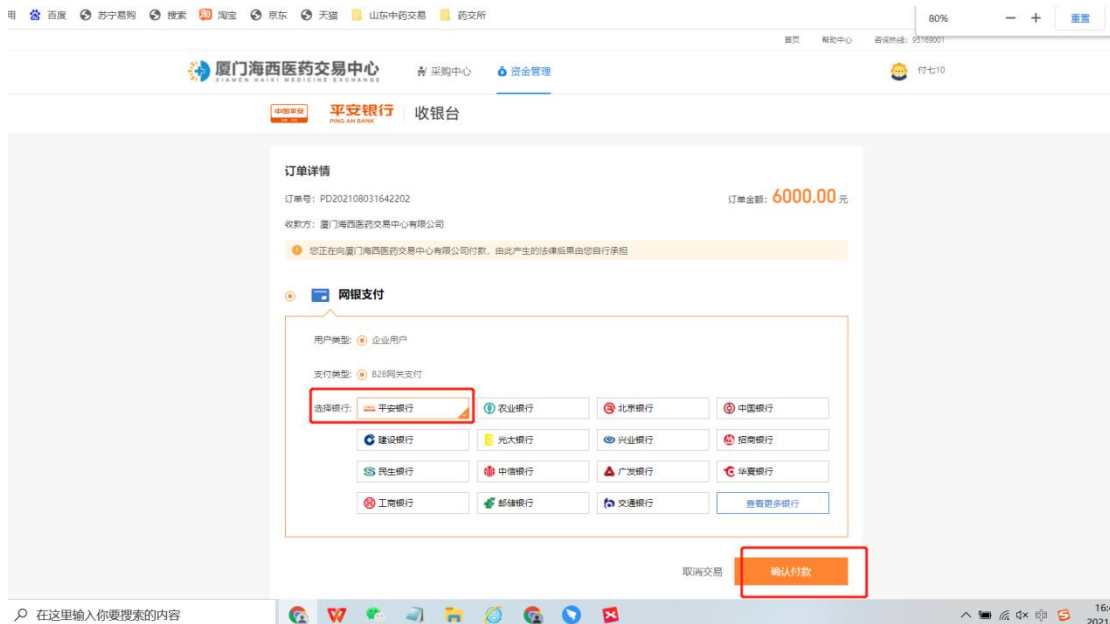 用 百度 苏宁易购 搜索 淘宝 京东 天猫 山东中药交易 药交所
80% — + 重置
首页 帮助中心 咨询热线：95169001
厦门海西医药交易中心 采购中心 资金管理 付七10
XIAMEN HAIXI MEDICINE EXCHANGE
中国平安 平安银行 收银台
PING AN BANK
订单详情
订单号：PD202108031642202 订单金额：6000.00 元
收款方：厦门海西医药交易中心有限公司
您正在向厦门海西医药交易中心有限公司付款，由此产生的法律后果由您自行承担
网银支付
用户类型: 企业用户
支付类型: B2B网关支付
选择银行: 平安银行 农业银行 北京银行 中国银行
建设银行 光大银行 兴业银行 招商银行
民生银行 中信银行 广发银行 华夏银行
工商银行 邮储银行 交通银行 查看更多银行
取消交易 确认付款
在这里输入你要搜索的内容
16:
2021